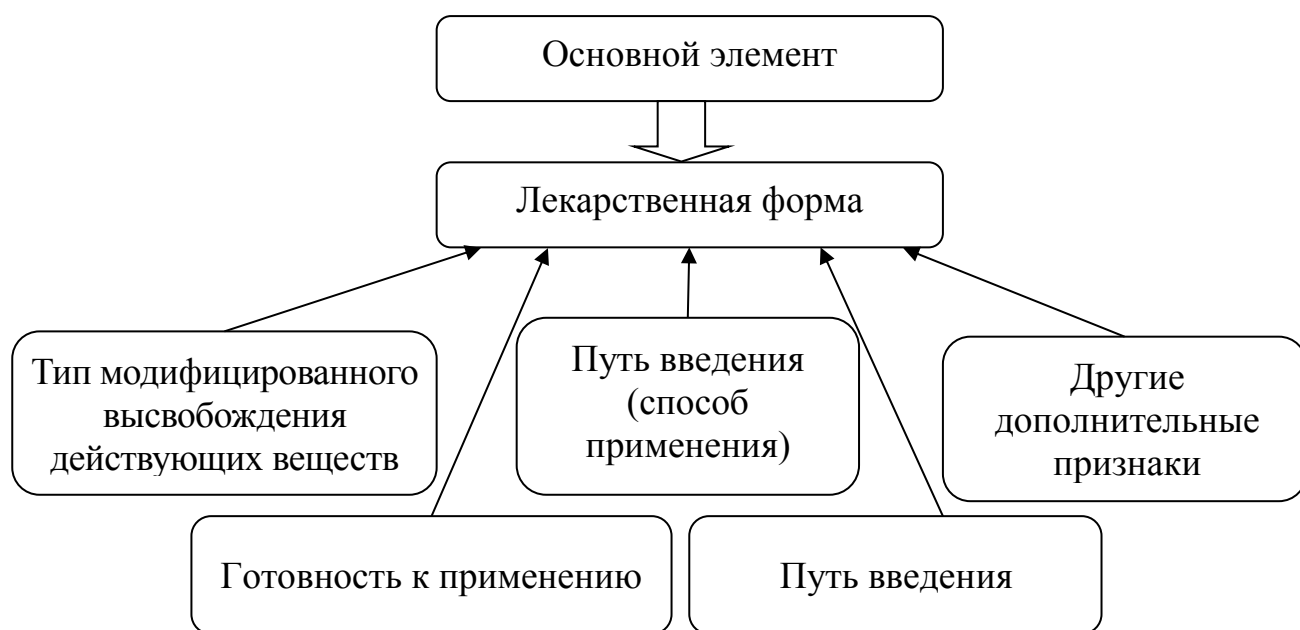 Основной элемент
Лекарственная форма
Тип модифицированного
высвобождения
действующих веществ
Путь введения
(способ
применения)
Другие
дополнительные
признаки
Готовность к применению
Путь введения